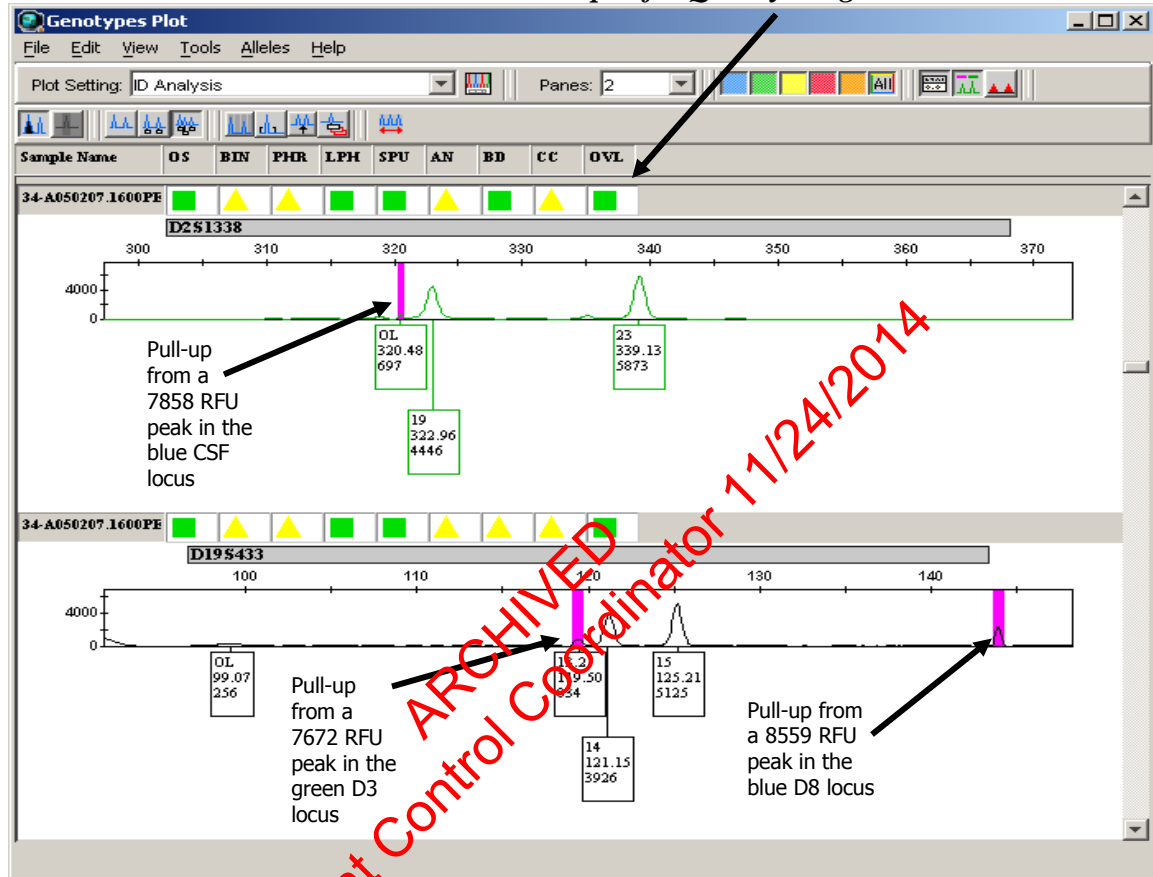 Genotypes Plot
File Edit View Tools Alleles Help
Plot Setting: ID Analysis Panes: 2 All
Sample Name OS BIN PHR LPH SPU AN BD CC OVL
34-A050207.1600PE
D2S1338
300 310 320 330 340 350 360 370
4000
0
OL
320.48
697
23
339.13
5873
19
322.96
4446
Pull-up
from a
7858 RFU
peak in the
blue CSF
locus
34-A050207.1600PE
D19S433
100 110 120 130 140
4000
0
OL
99.07
256
13.2
119.50
834
15
125.21
5125
14
121.15
3926
Pull-up
from a
7672 RFU
peak in the
green D3
locus
Pull-up from
a 8559 RFU
peak in the
blue D8 locus
ARCHIVED
Control Coordinator 11/24/2014